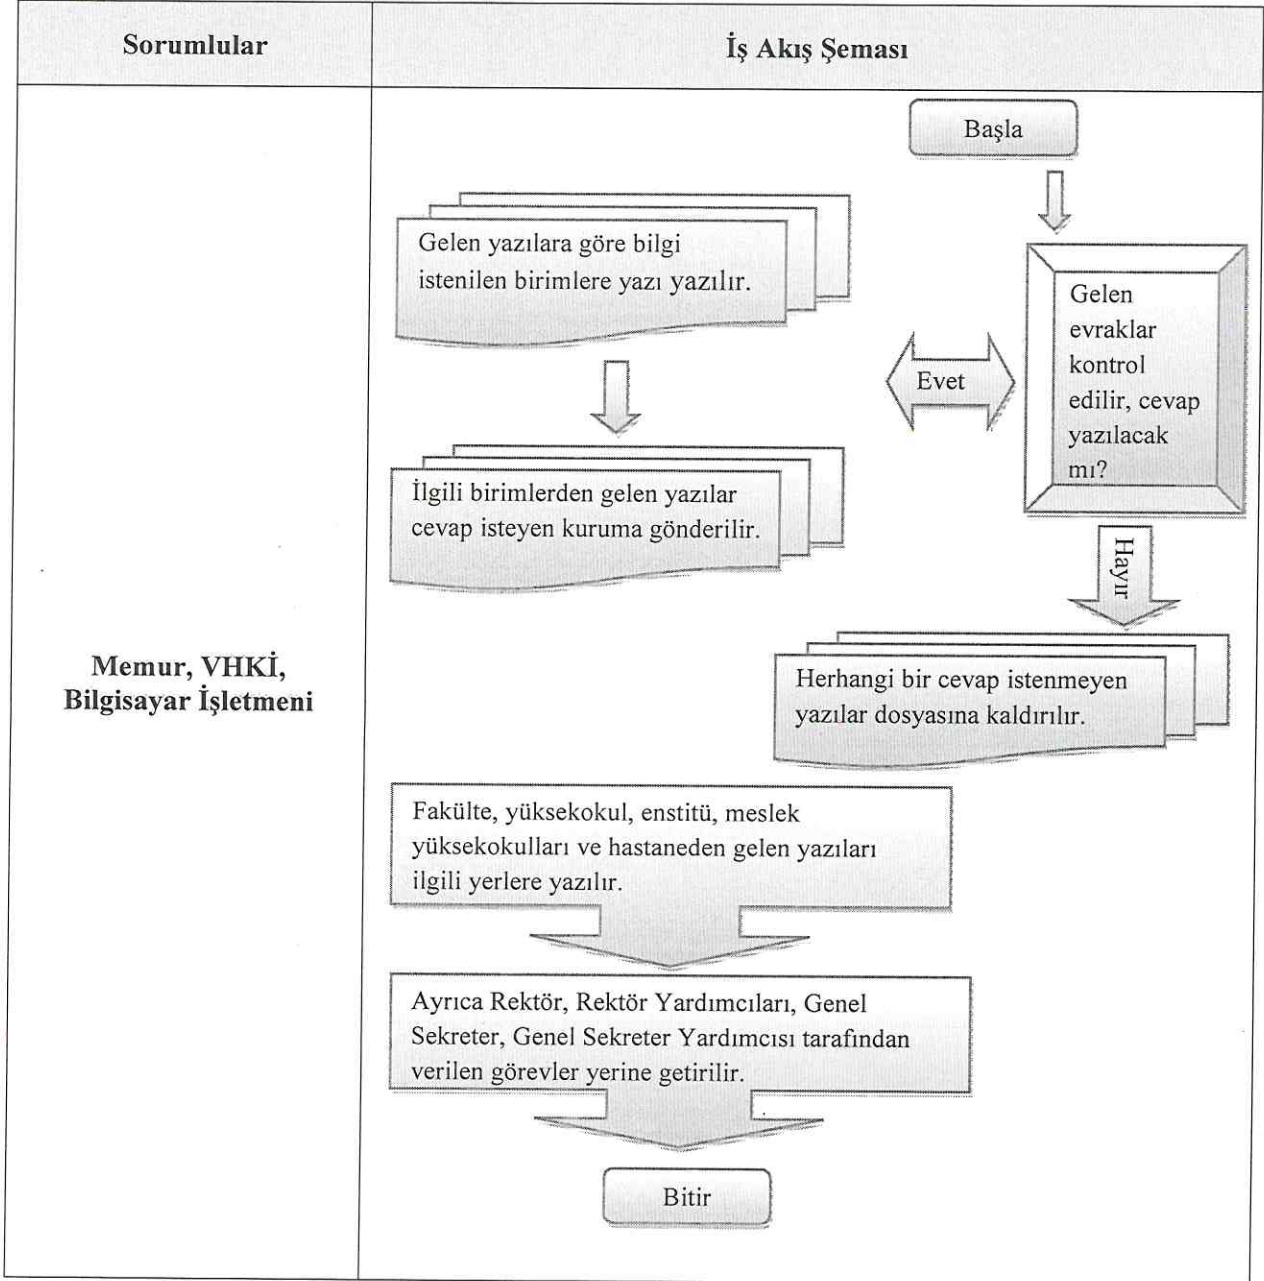 Sorumlular
İş Akış Şeması
Memur, VHKİ,
Bilgisayar İşletmeni
Başla
Gelen
evraklar
kontrol
edilir, cevap
yazılacak
mı?
Evet
Gelen yazılara göre bilgi
istenilen birimlere yazı yazılır.
İlgili birimlerden gelen yazılar
cevap isteyen kuruma gönderilir.
Hayır
Herhangi bir cevap istenmeyen
yazılar dosyasına kaldırılır.
Fakülte, yüksekokul, enstitü, meslek
yüksekokulları ve hastaneden gelen yazıları
ilgili yerlere yazılır.
Ayrıca Rektör, Rektör Yardımcıları, Genel
Sekreter, Genel Sekreter Yardımcısı tarafından
verilen görevler yerine getirilir.
Bitir